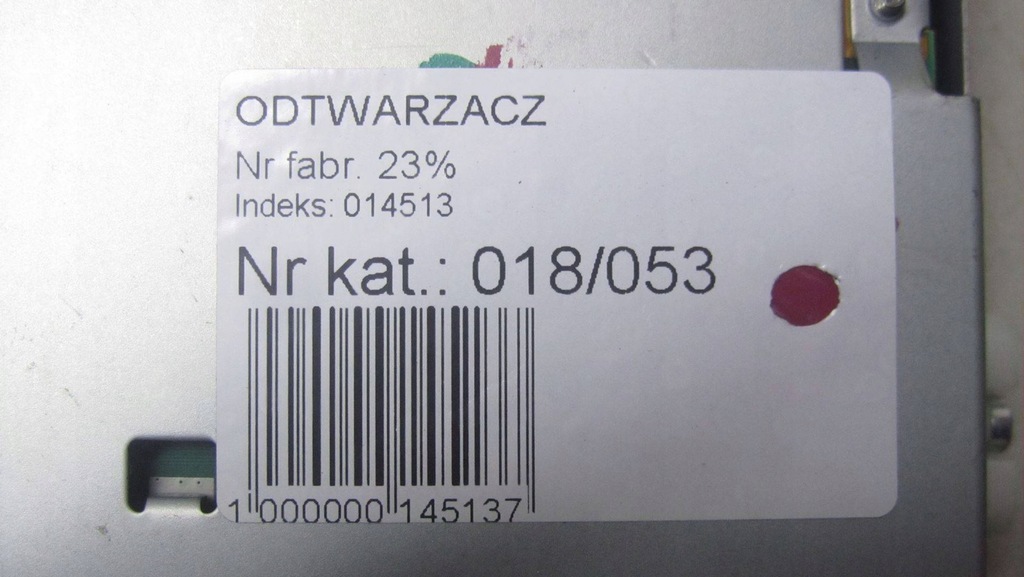 ODTWARZACZ
Nr fabr. 23%
Indeks: 014513
Nr kat.: 018/053
1 000000 145137